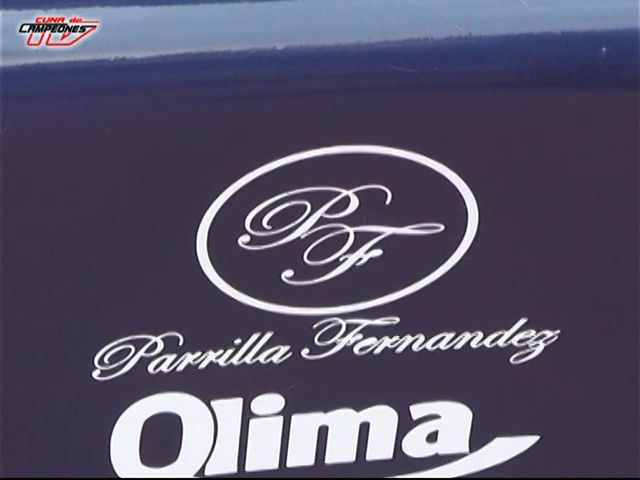 CUNA de
CAMPEONES
TV
PF
Parrilla Fernandez
Olima